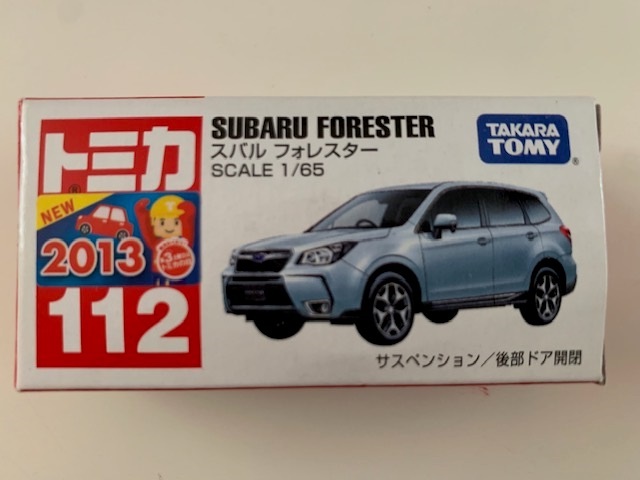 トミカ
®
NEW
2013
112
SUBARU FORESTER
スバル フォレスター
SCALE 1/65
TAKARA
TOMY
®
サスペンション/後部ドア開閉